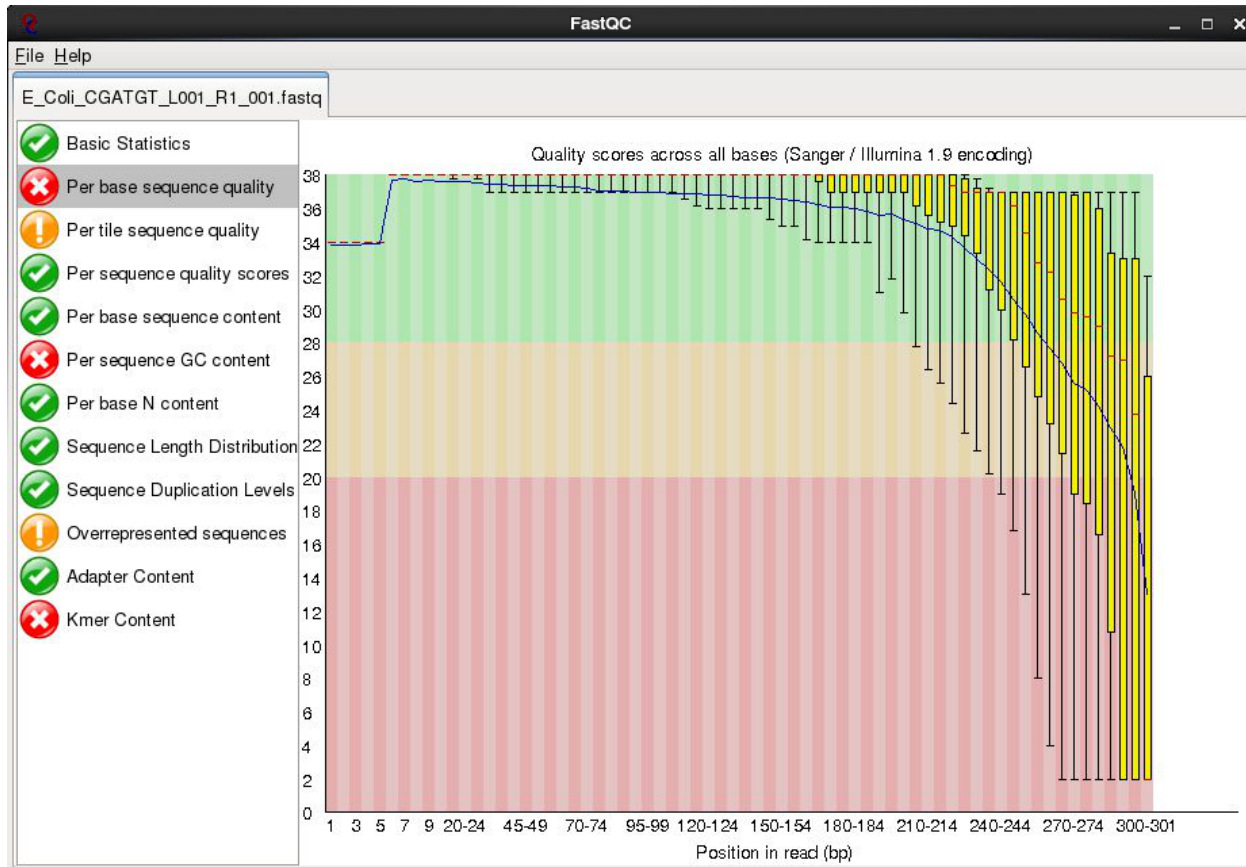 FastQC
File Help
E_Coli_CGATGT_L001_R1_001.fastq
Basic Statistics
Per base sequence quality
Per tile sequence quality
Per sequence quality scores
Per base sequence content
Per sequence GC content
Per base N content
Sequence Length Distribution
Sequence Duplication Levels
Overrepresented sequences
Adapter Content
Kmer Content
Quality scores across all bases (Sanger / Illumina 1.9 encoding)
38
36
34
32
30
28
26
24
22
20
18
16
14
12
10
8
6
4
2
0
1 3 5 7 9 20-24 45-49 70-74 95-99 120-124 150-154 180-184 210-214 240-244 270-274 300-301
Position in read (bp)